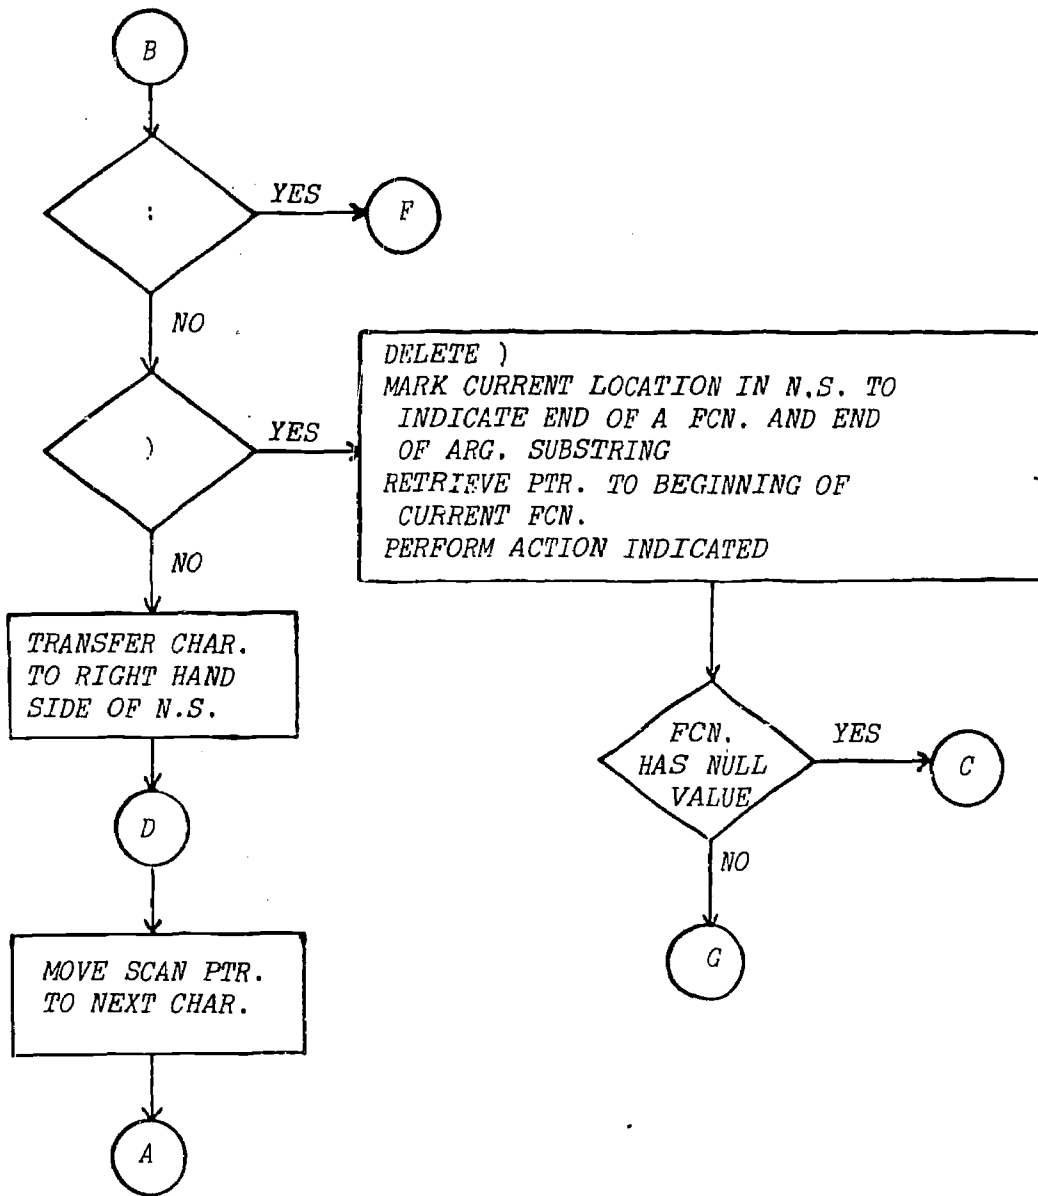 B
:
YES
F
NO
)
YES
DELETE )
MARK CURRENT LOCATION IN N.S. TO
INDICATE END OF A FCN. AND END
OF ARG. SUBSTRING
RETRIEVE PTR. TO BEGINNING OF
CURRENT FCN.
PERFORM ACTION INDICATED
NO
TRANSFER CHAR.
TO RIGHT HAND
SIDE OF N.S.
FCN.
HAS NULL
VALUE
YES
C
D
NO
G
MOVE SCAN PTR.
TO NEXT CHAR.
A